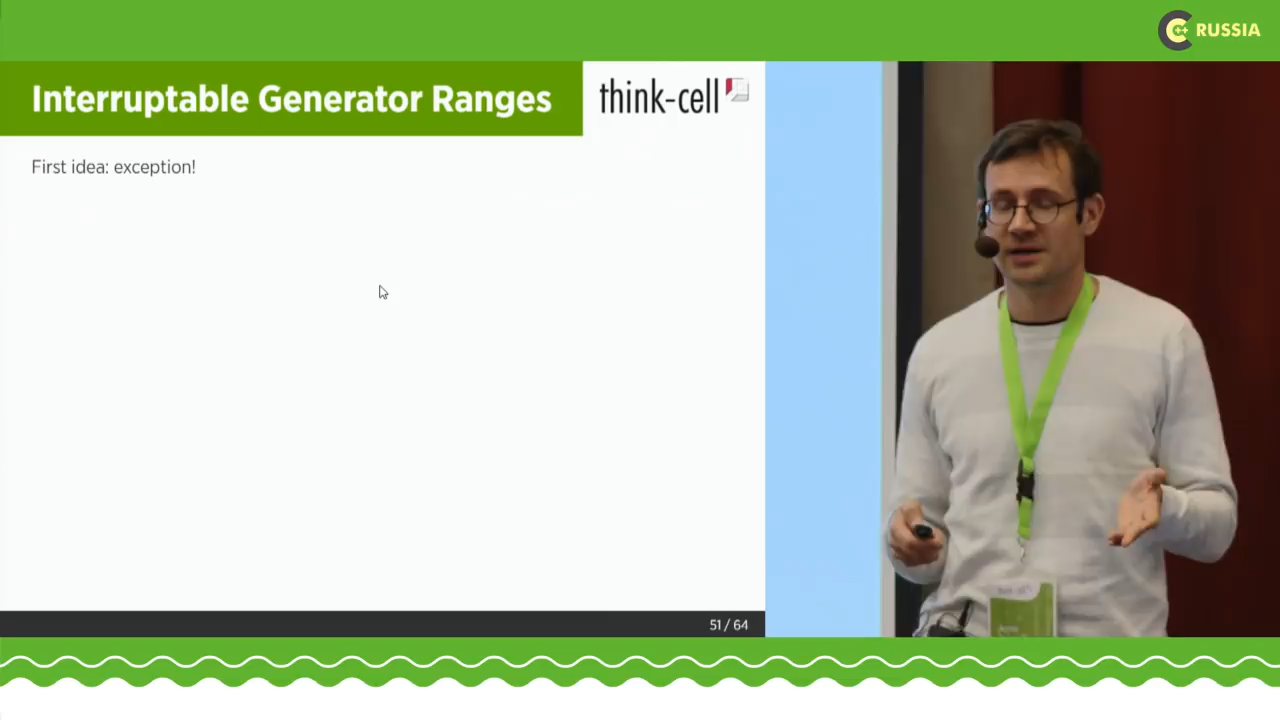 C++ RUSSIA
Interruptable Generator Ranges
think-cell
First idea: exception!
51 / 64